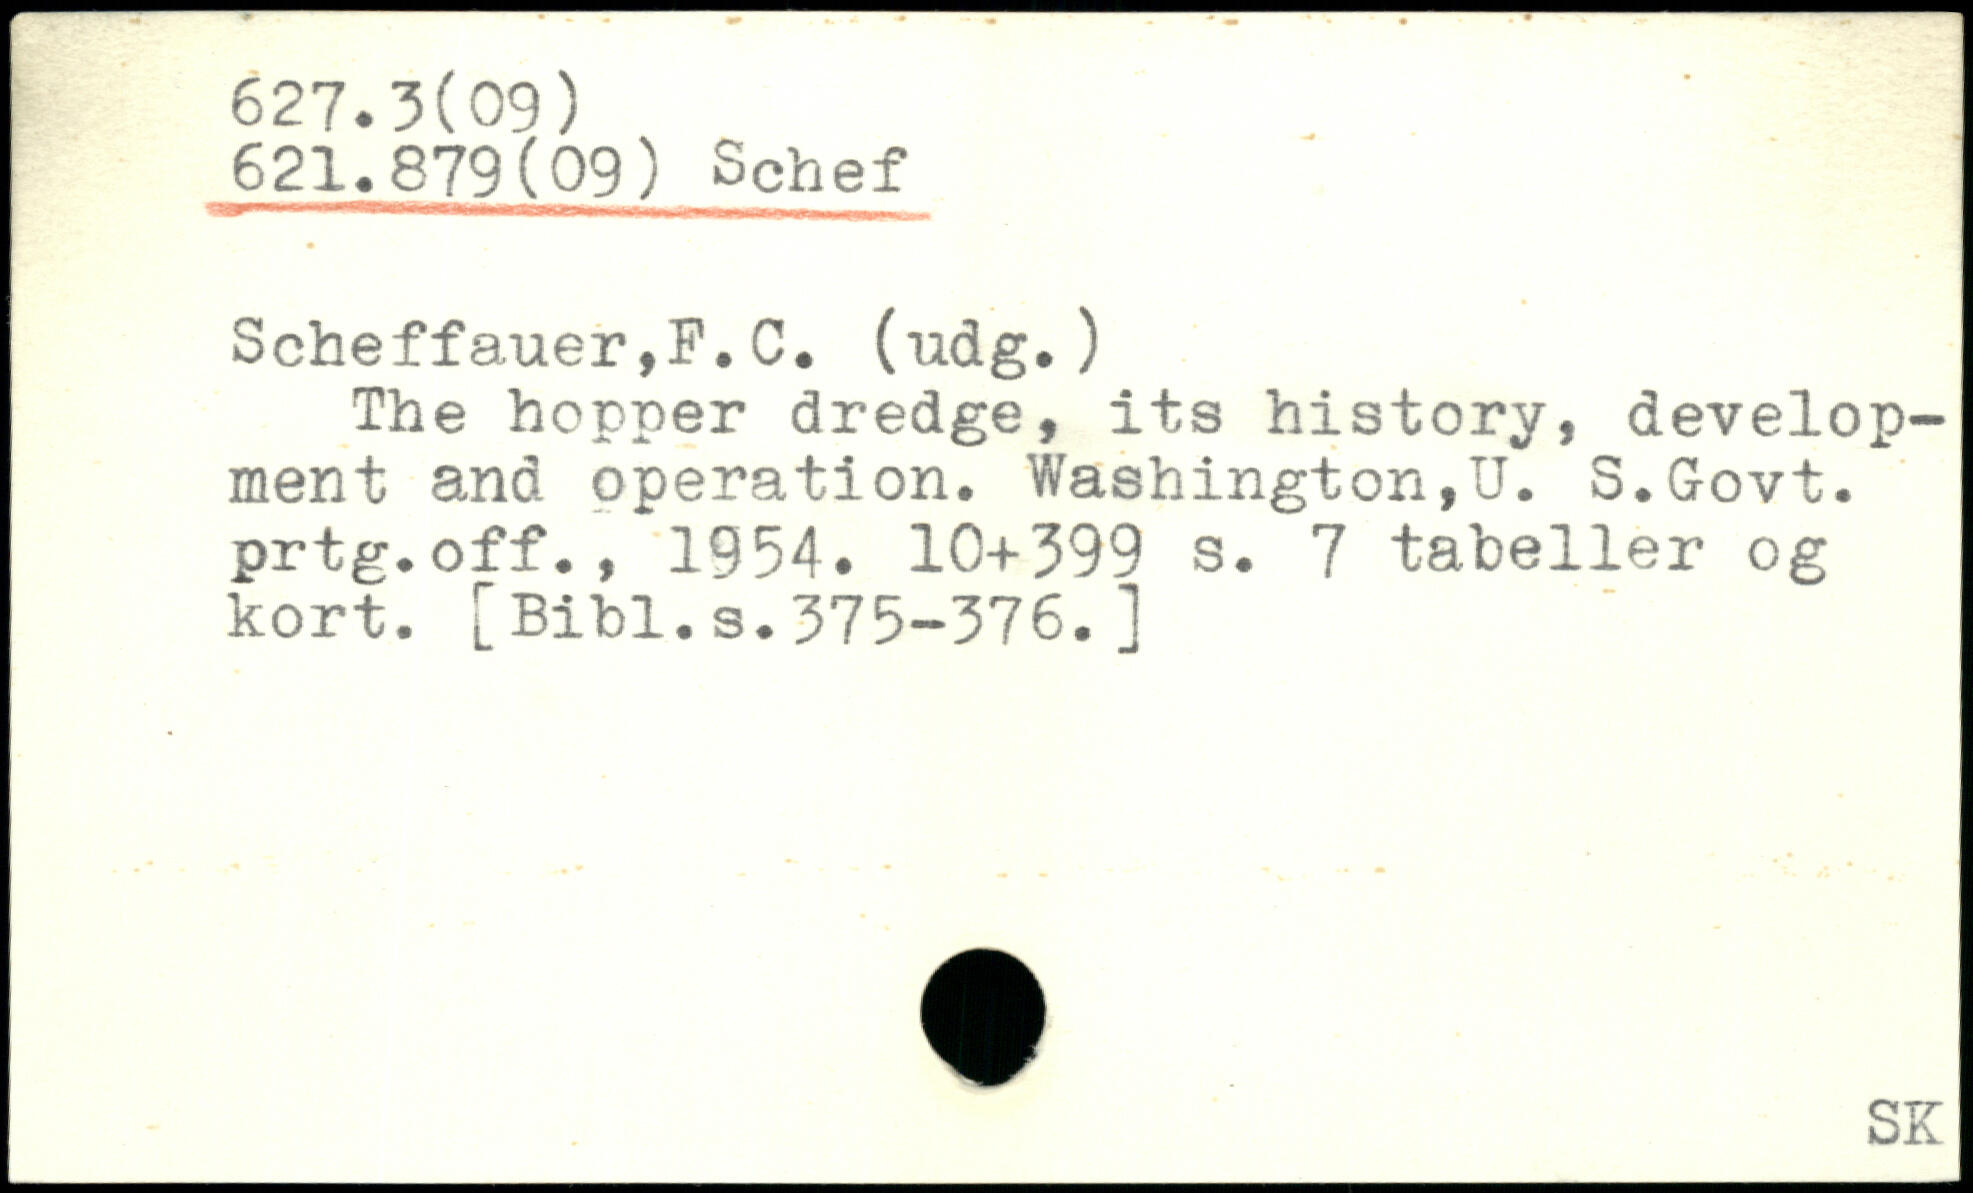 627.3(09)
621.879(09) Schef
Scheffauer,F.C. (udg.)
The hopper dredge, its history, develop-
ment and operation. Washington,U. S.Govt.
prtg.off., 1954. 10+399 s. 7 tabeller og
kort. [Bibl.s.375-376.]
SK